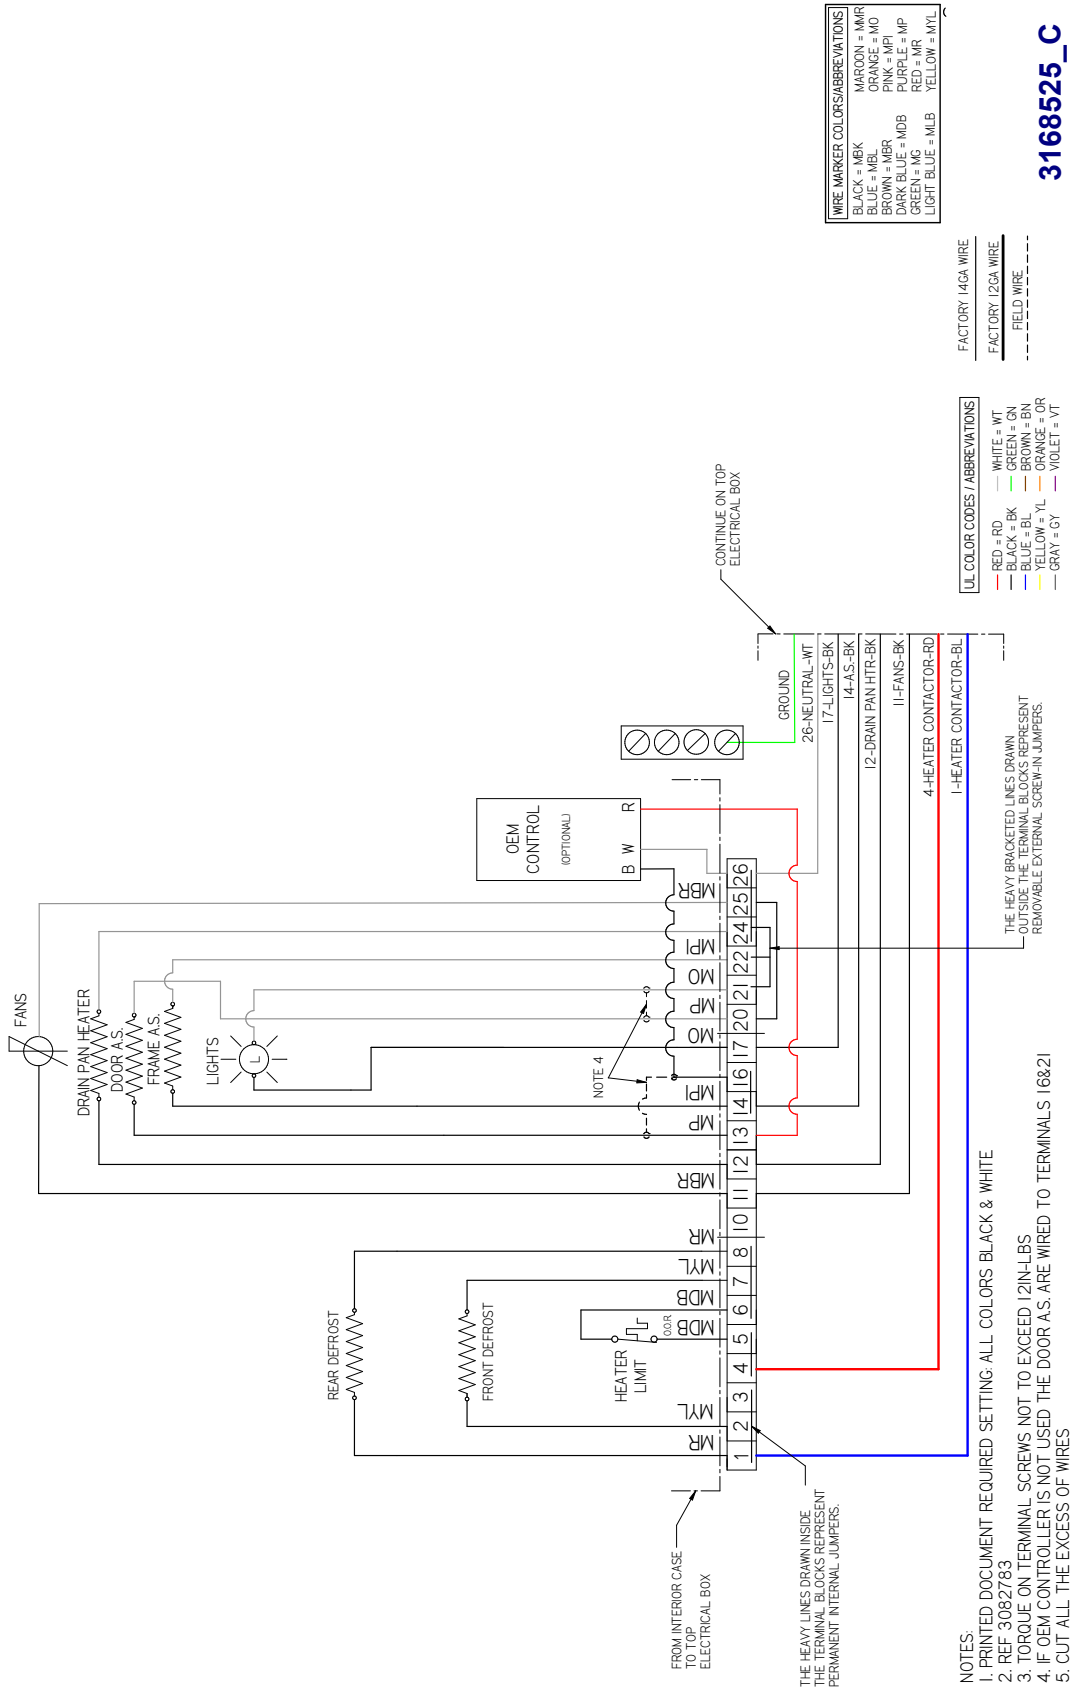 FANS
DRAIN PAN HEATER
DOOR A.S.
FRAME A.S.
LIGHTS
L
REAR DEFROST
FRONT DEFROST
HEATER
LIMIT
O.O.R
NOTE 4
OEM
CONTROL
(OPTIONAL)
B W R
MR
MYL
MDB
MDB
MYL
MR
MBR
MP
MPI
MO
MP
MO
MPI
MBR
1 2 3 4 5 6 7 8 10 11 12 13 14 16 17 20 21 22 24 25 26
GROUND
26-NEUTRAL-WT
17-LIGHTS-BK
14-A.S.-BK
12-DRAIN PAN HTR-BK
11-FANS-BK
4-HEATER CONTACTOR-RD
1-HEATER CONTACTOR-BL
CONTINUE ON TOP
ELECTRICAL BOX
FROM INTERIOR CASE
TO TOP
ELECTRICAL BOX
THE HEAVY LINES DRAWN INSIDE
THE TERMINAL BLOCKS REPRESENT
PERMANENT INTERNAL JUMPERS.
THE HEAVY BRACKETED LINES DRAWN
OUTSIDE THE TERMINAL BLOCKS REPRESENT
REMOVABLE EXTERNAL SCREW-IN JUMPERS.
NOTES:
1. PRINTED DOCUMENT REQUIRED SETTING: ALL COLORS BLACK & WHITE
2. REF 3082783
3. TORQUE ON TERMINAL SCREWS NOT TO EXCEED 12IN-LBS
4. IF OEM CONTROLLER IS NOT USED THE DOOR A.S. ARE WIRED TO TERMINALS 16&21
5. CUT ALL THE EXCESS OF WIRES
UL COLOR CODES / ABBREVIATIONS
RED = RD WHITE = WT
BLACK = BK GREEN = GN
BLUE = BL BROWN = BN
YELLOW = YL ORANGE = OR
GRAY = GY VIOLET = VT
FACTORY 14GA WIRE
FACTORY 12GA WIRE
FIELD WIRE
WIRE MARKER COLORS/ABBREVIATIONS
BLACK = MBK MAROON = MMR
BLUE = MBL ORANGE = MO
BROWN = MBR PINK = MPI
DARK BLUE = MDB PURPLE = MP
GREEN = MG RED = MR
LIGHT BLUE = MLB YELLOW = MYL
(
3168525_C